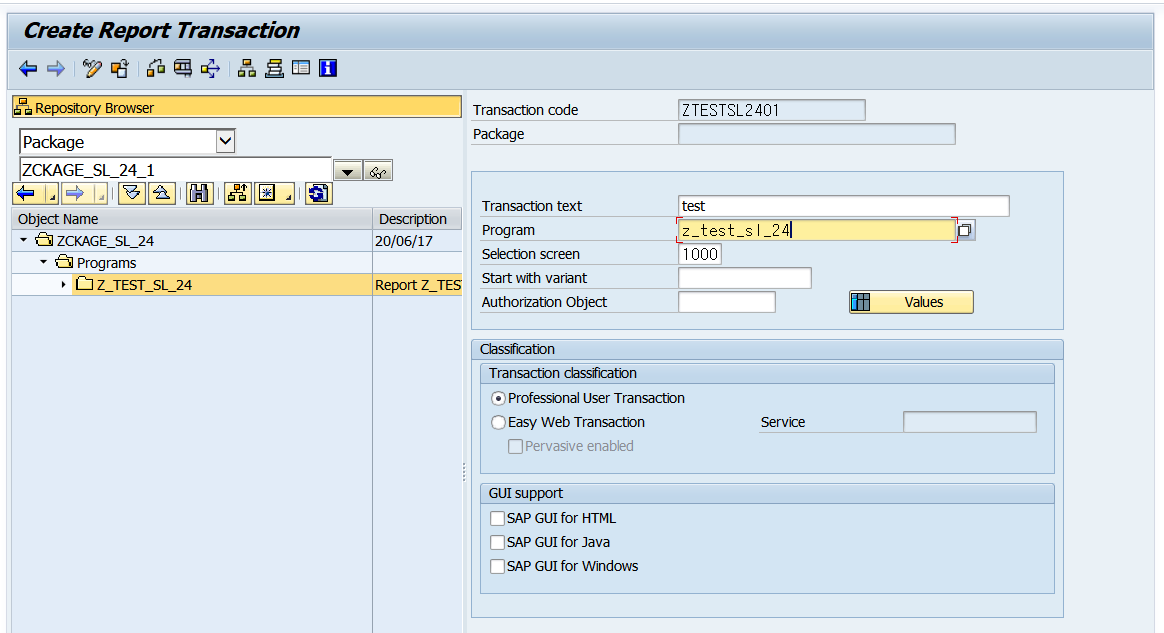 Create Report Transaction
Repository Browser
Package
ZCKAGE_SL_24_1
Object Name Description
ZCKAGE_SL_24 20/06/17
Programs
Z_TEST_SL_24 Report Z_TES
Transaction code ZTESTSL2401
Package
Transaction text test
Program z_test_sl_24
Selection screen 1000
Start with variant
Authorization Object Values
Classification
Transaction classification
Professional User Transaction
Easy Web Transaction Service
Pervasive enabled
GUI support
SAP GUI for HTML
SAP GUI for Java
SAP GUI for Windows